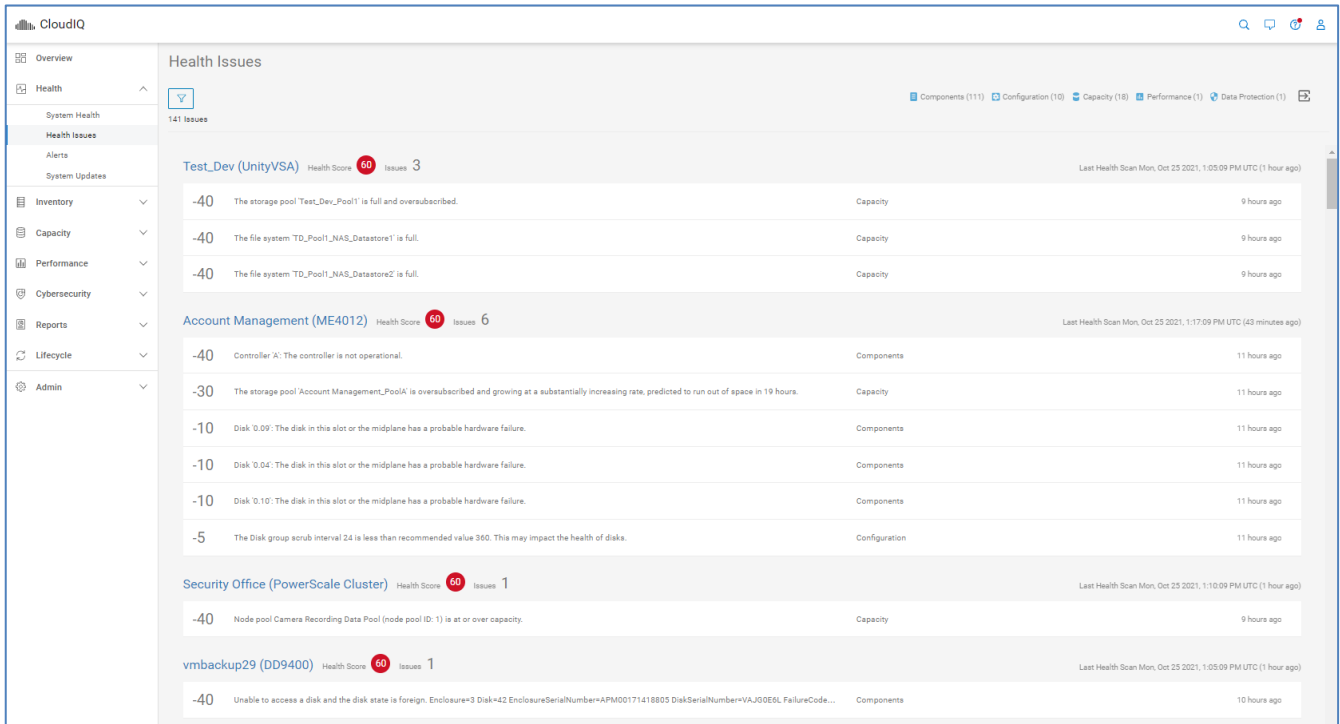 CloudIQ
Overview
Health
System Health
Health Issues
Alerts
System Updates
Inventory
Capacity
Performance
Cybersecurity
Reports
Lifecycle
Admin
Health Issues
141 Issues
Components (111) Configuration (10) Capacity (18) Performance (1) Data Protection (1)
Test_Dev (UnityVSA) Health Score 60 Issues 3 Last Health Scan Mon, Oct 25 2021, 1:05:09 PM UTC (1 hour ago)
-40 The storage pool 'Test_Dev_Pool1' is full and oversubscribed. Capacity 9 hours ago
-40 The file system 'TD_Pool1_NAS_Datastore1' is full. Capacity 9 hours ago
-40 The file system 'TD_Pool1_NAS_Datastore2' is full. Capacity 9 hours ago
Account Management (ME4012) Health Score 60 Issues 6 Last Health Scan Mon, Oct 25 2021, 1:17:09 PM UTC (43 minutes ago)
-40 Controller 'A': The controller is not operational. Components 11 hours ago
-30 The storage pool 'Account Management_PoolA' is oversubscribed and growing at a substantially increasing rate, predicted to run out of space in 19 hours. Capacity 11 hours ago
-10 Disk '0.09': The disk in this slot or the midplane has a probable hardware failure. Components 11 hours ago
-10 Disk '0.04': The disk in this slot or the midplane has a probable hardware failure. Components 11 hours ago
-10 Disk '0.10': The disk in this slot or the midplane has a probable hardware failure. Components 11 hours ago
-5 The Disk group scrub interval 24 is less than recommended value 360. This may impact the health of disks. Configuration 11 hours ago
Security Office (PowerScale Cluster) Health Score 60 Issues 1 Last Health Scan Mon, Oct 25 2021, 1:10:09 PM UTC (1 hour ago)
-40 Node pool Camera Recording Data Pool (node pool ID: 1) is at or over capacity. Capacity 9 hours ago
vmbackup29 (DD9400) Health Score 60 Issues 1 Last Health Scan Mon, Oct 25 2021, 1:05:09 PM UTC (1 hour ago)
-40 Unable to access a disk and the disk state is foreign. Enclosure=3 Disk=42 EnclosureSerialNumber=APM00171418805 DiskSerialNumber=VAJG0E6L FailureCode... Components 10 hours ago